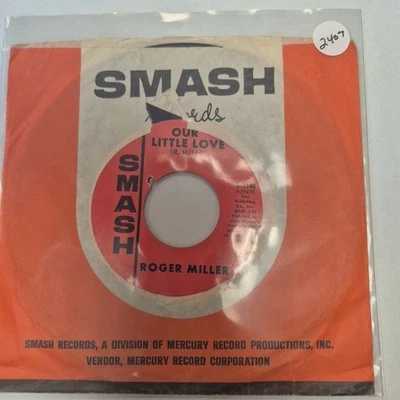 2407
SMASH
Records
OUR
LITTLE LOVE
(R. Miller)
SMASH
ROGER MILLER
SMASH RECORDS, A DIVISION OF MERCURY RECORD PRODUCTIONS, INC.
VENDOR, MERCURY RECORD CORPORATION